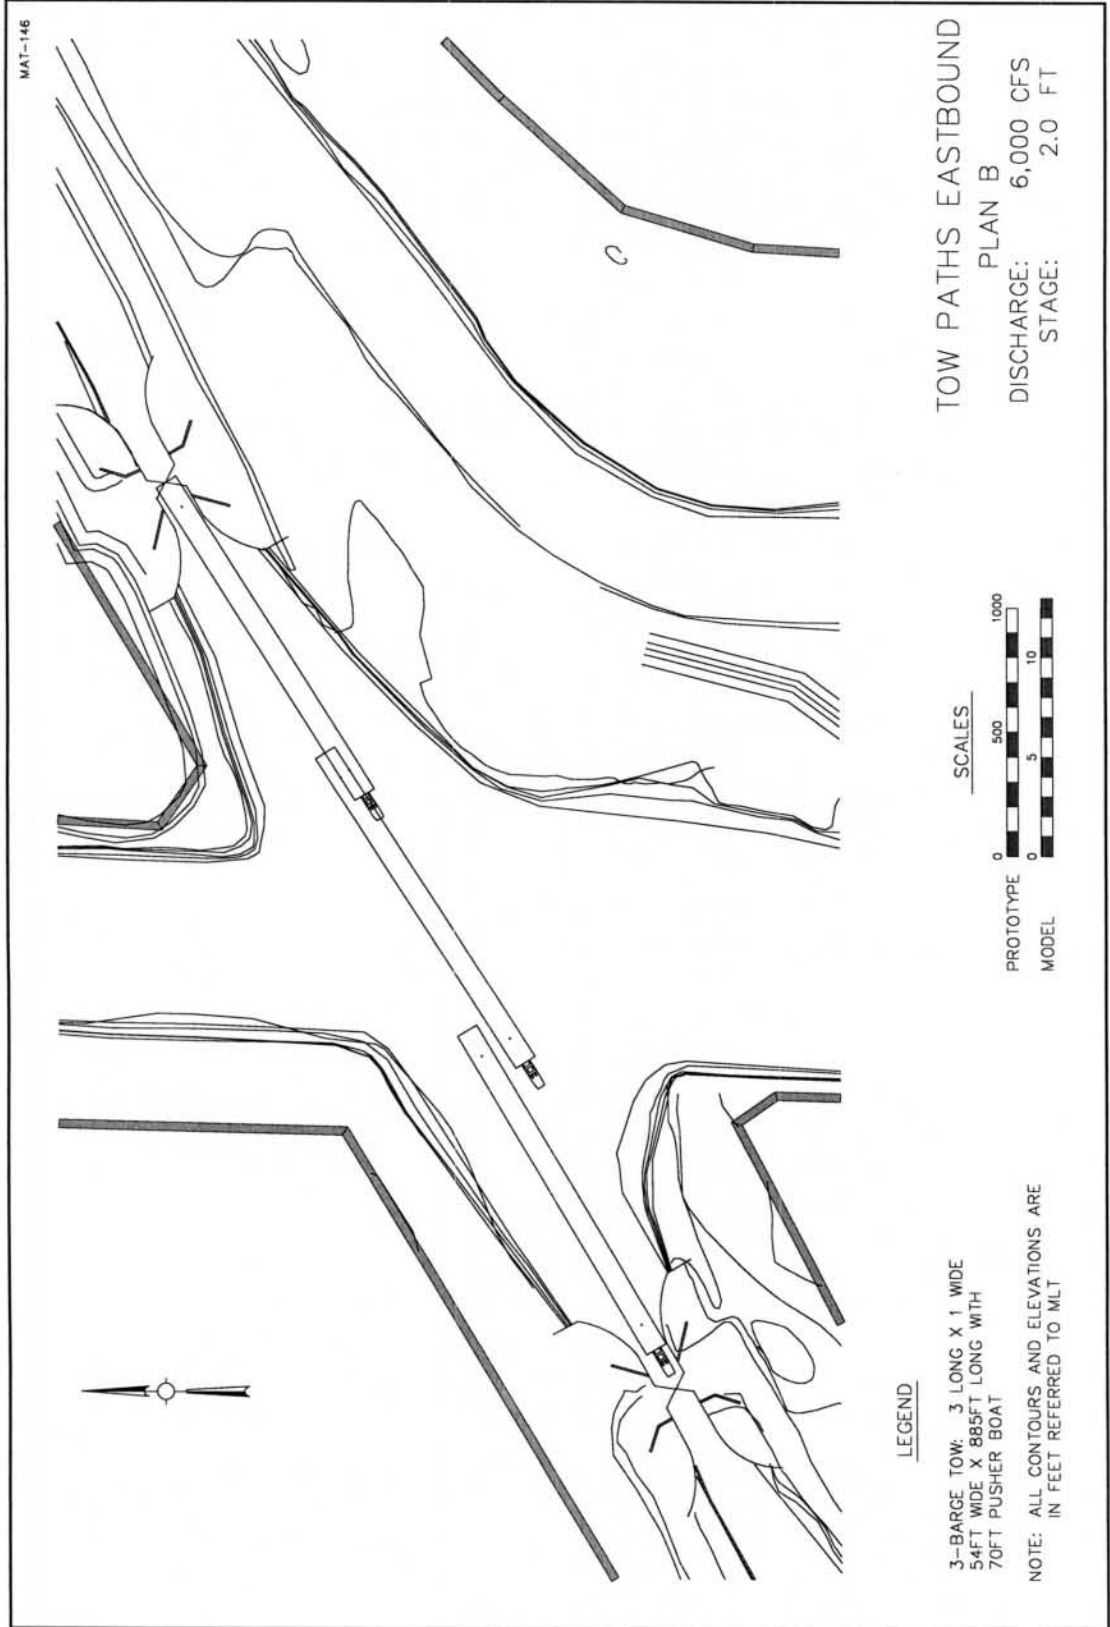 MAT-146
TOW PATHS EASTBOUND
PLAN B
DISCHARGE: 6,000 CFS
STAGE: 2.0 FT
SCALES
PROTOTYPE 0 500 1000
MODEL 0 5 10
LEGEND
3-BARGE TOW: 3 LONG X 1 WIDE
54FT WIDE X 885FT LONG WITH
70FT PUSHER BOAT
NOTE: ALL CONTOURS AND ELEVATIONS ARE
IN FEET REFERRED TO MLT